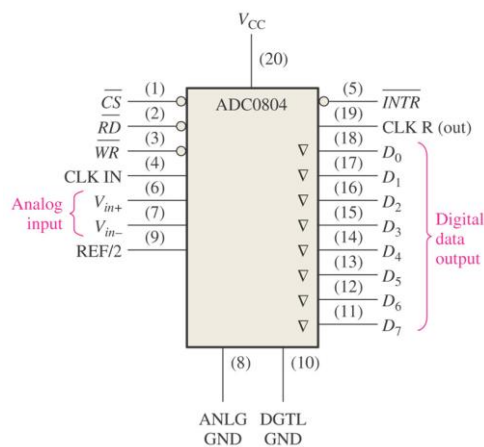 VCC
(20)
CS (1)
RD (2)
WR (3)
CLK IN (4)
Vin+ (6)
Vin– (7)
REF/2 (9)
Analog
input
ADC0804
(5) INTR
(19) CLK R (out)
(18) D0
(17) D1
(16) D2
(15) D3
(14) D4
(13) D5
(12) D6
(11) D7
Digital
data
output
(8) (10)
ANLG DGTL
GND GND